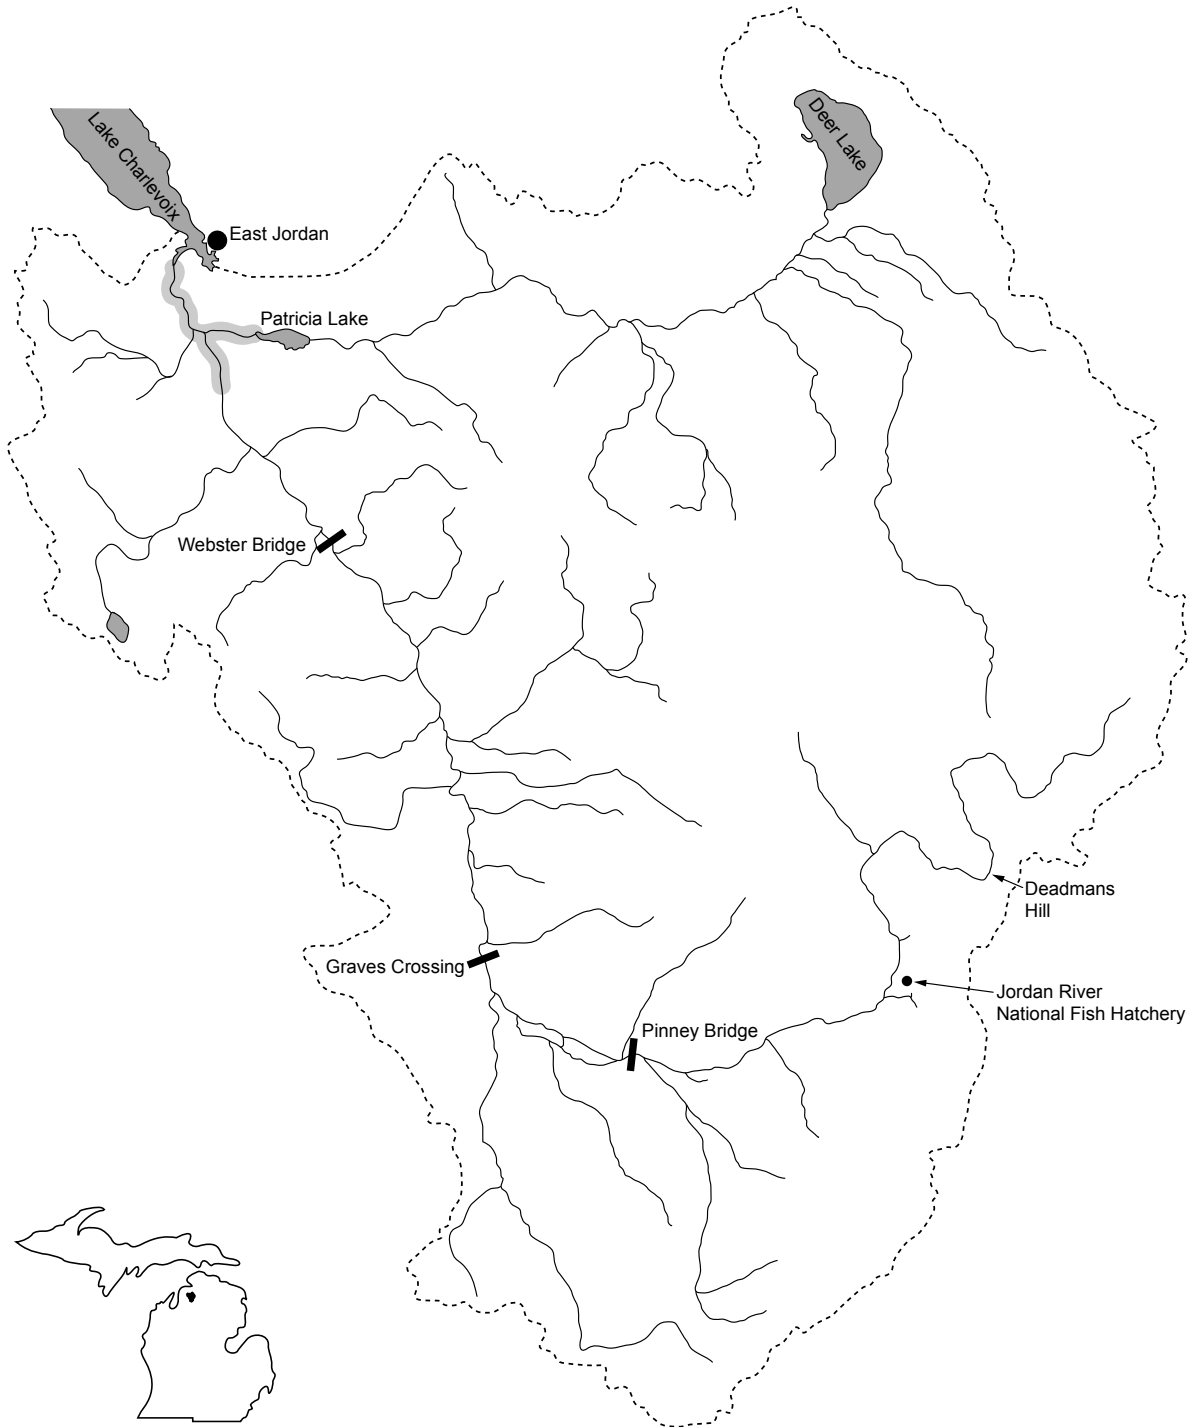 Deer Lake
Lake Charlevoix
East Jordan
Patricia Lake
Webster Bridge
Deadmans
Hill
Graves Crossing
Jordan River
National Fish Hatchery
Pinney Bridge